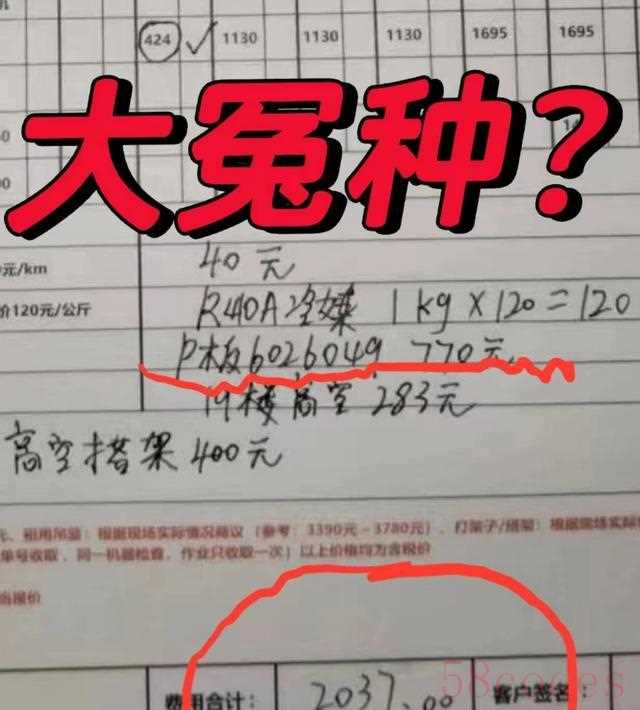 424 1130 1130 1130 1695 1695
大冤种?
元/km 40元
价120元/公斤 R40A冷媒 1kg×120=120
P板6026049 770元
19楼高空283元
高空搭架400元
元、租用吊篮:根据现场实际情况商议(参考:3390元-3780元)、打架子/搭架:根据现场实际
单号收取,同一机器检查,作业只收取一次)以上价格均为含税价
当报价
费用合计: 2037.00 客户签名:
58coges